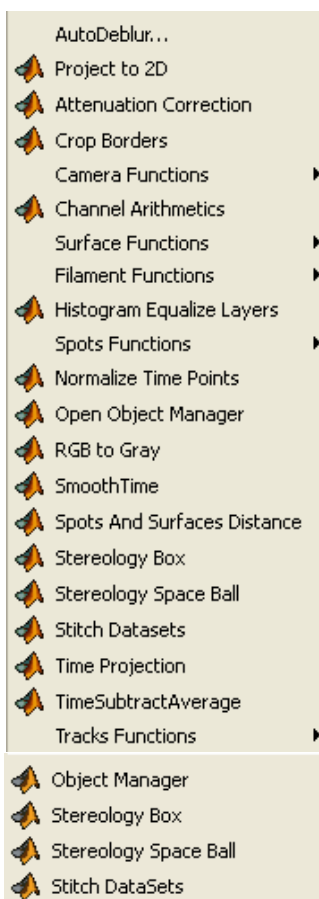 AutoDeblur...
Project to 2D
Attenuation Correction
Crop Borders
Camera Functions
Channel Arithmetics
Surface Functions
Filament Functions
Histogram Equalize Layers
Spots Functions
Normalize Time Points
Open Object Manager
RGB to Gray
SmoothTime
Spots And Surfaces Distance
Stereology Box
Stereology Space Ball
Stitch Datasets
Time Projection
TimeSubtractAverage
Tracks Functions
Object Manager
Stereology Box
Stereology Space Ball
Stitch DataSets